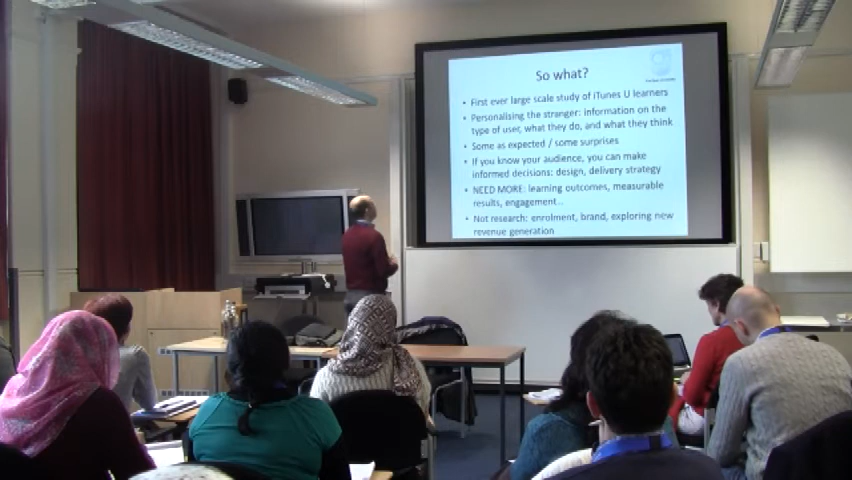 So what?
• First ever large scale study of iTunes U learners
• Personalising the stranger: information on the
type of user, what they do, and what they think
• Some as expected / some surprises
• If you know your audience, you can make
informed decisions: design, delivery strategy
• NEED MORE: learning outcomes, measurable
results, engagement..
• Not research: enrolment, brand, exploring new
revenue generation